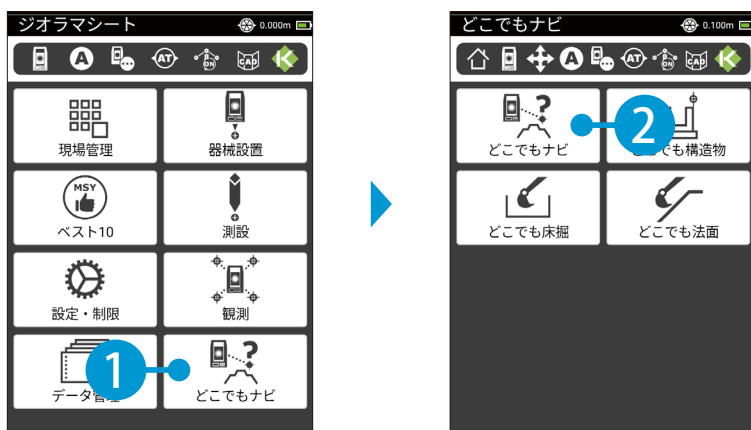 ジオラマシート
0.000m
A
AT
ON
CAD
現場管理
器械設置
MSY
ベスト10
測設
設定・制限
観測
データ管理
どこでもナビ
1
どこでもナビ
0.100m
A
AT
ON
CAD
どこでもナビ
どこでも構造物
2
どこでも床掘
どこでも法面